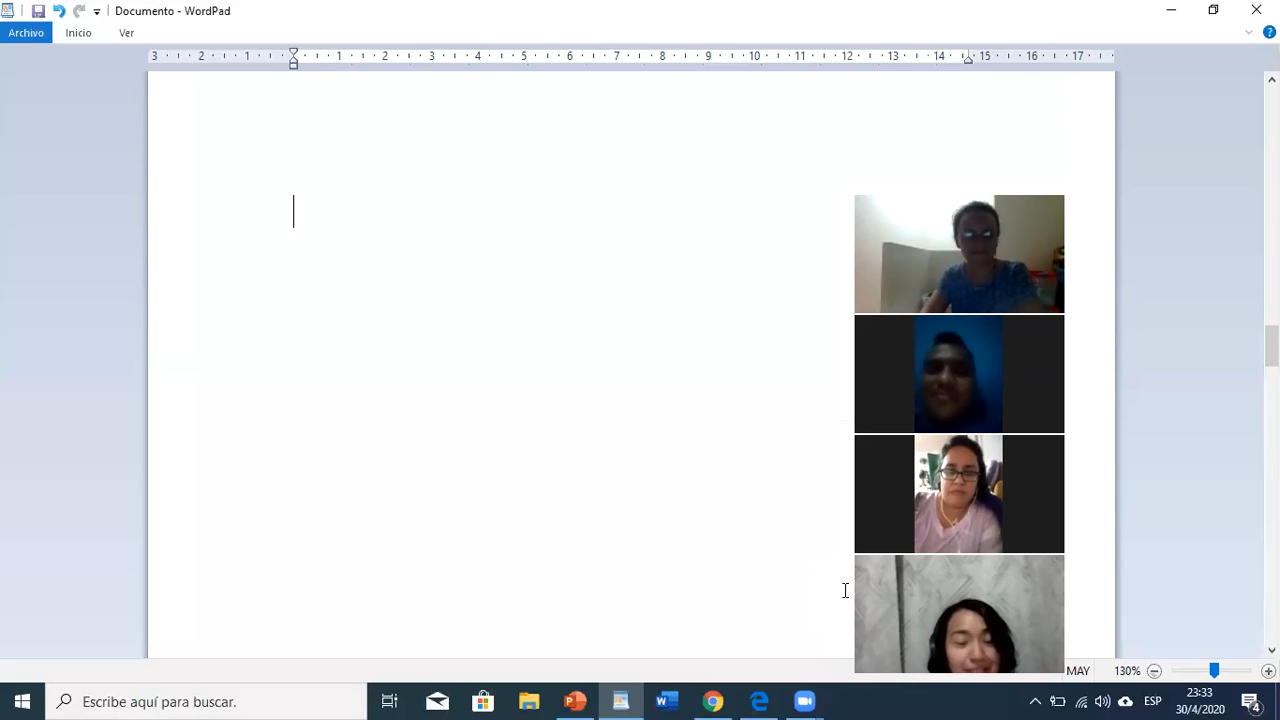 Documento - WordPad
Archivo Inicio Ver
3 2 1 1 2 3 4 5 6 7 8 9 10 11 12 13 14 15 16 17
MAY 130%
Escribe aquí para buscar.
ESP
23:33
30/4/2020
4